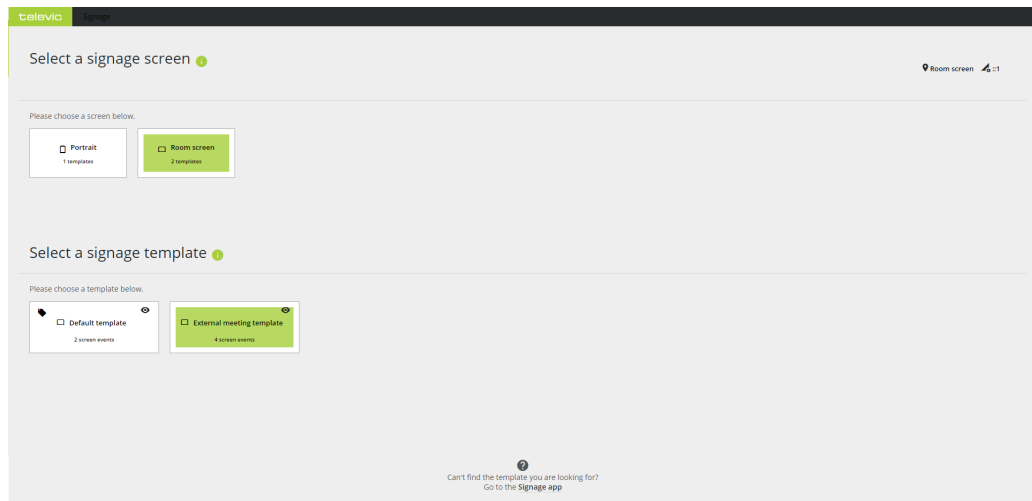 televic Signage
Select a signage screen
Room screen ::1
Please choose a screen below.
Portrait
1 templates
Room screen
2 templates
Select a signage template
Please choose a template below.
Default template
2 screen events
External meeting template
4 screen events
Can't find the template you are looking for?
Go to the Signage app